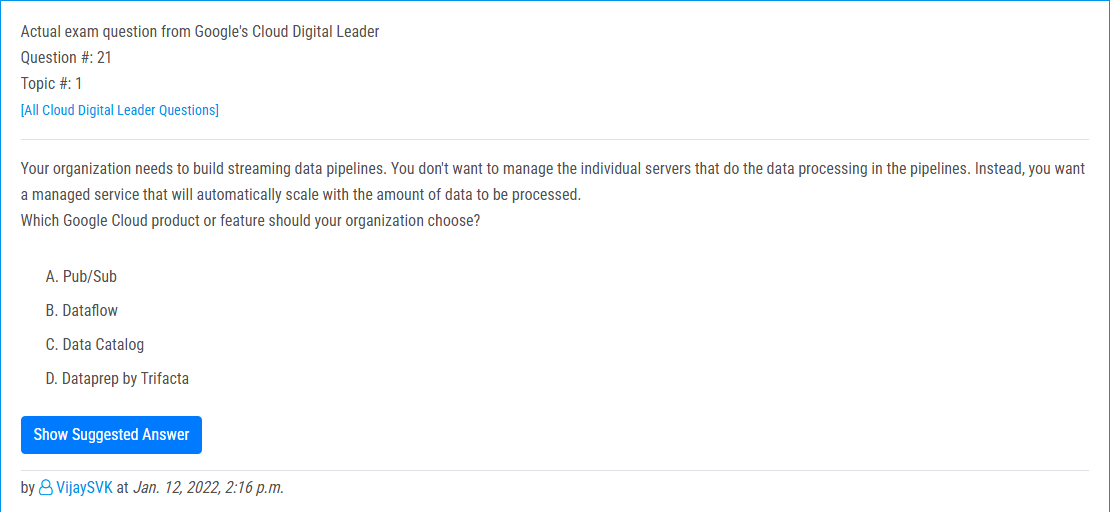 Actual exam question from Google's Cloud Digital Leader
Question #: 21
Topic #: 1
[All Cloud Digital Leader Questions]
Your organization needs to build streaming data pipelines. You don't want to manage the individual servers that do the data processing in the pipelines. Instead, you want
a managed service that will automatically scale with the amount of data to be processed.
Which Google Cloud product or feature should your organization choose?
A. Pub/Sub
B. Dataflow
C. Data Catalog
D. Dataprep by Trifacta
Show Suggested Answer
by VijaySVK at Jan. 12, 2022, 2:16 p.m.